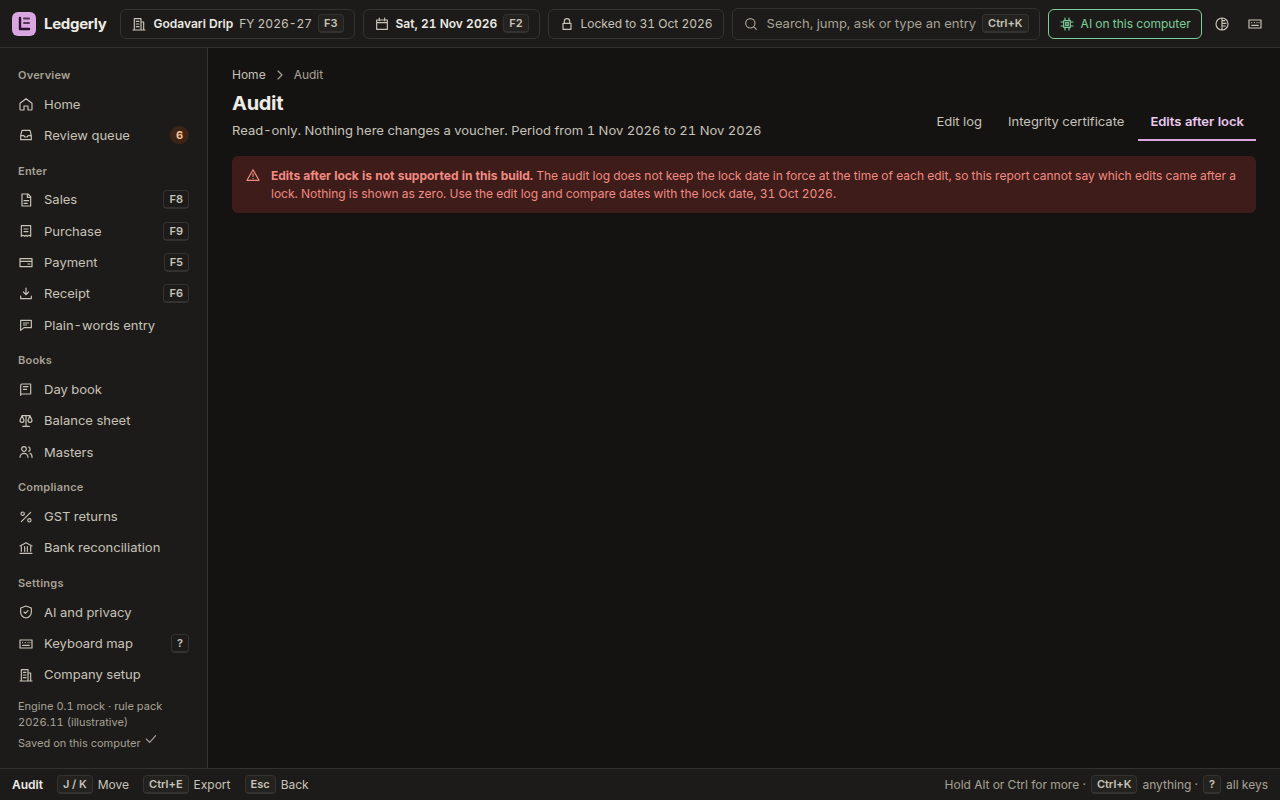 Ledgerly
Godavari Drip FY 2026-27 F3
Sat, 21 Nov 2026 F2
Locked to 31 Oct 2026
Search, jump, ask or type an entry Ctrl+K
AI on this computer
Overview
Home
Review queue 6
Enter
Sales F8
Purchase F9
Payment F5
Receipt F6
Plain-words entry
Books
Day book
Balance sheet
Masters
Compliance
GST returns
Bank reconciliation
Settings
AI and privacy
Keyboard map ?
Company setup
Engine 0.1 mock · rule pack
2026.11 (illustrative)
Saved on this computer
Home Audit
Audit
Read-only. Nothing here changes a voucher. Period from 1 Nov 2026 to 21 Nov 2026
Edit log Integrity certificate Edits after lock
Edits after lock is not supported in this build. The audit log does not keep the lock date in force at the time of each edit, so this report cannot say which edits came after a
lock. Nothing is shown as zero. Use the edit log and compare dates with the lock date, 31 Oct 2026.
Audit J / K Move Ctrl+E Export Esc Back
Hold Alt or Ctrl for more · Ctrl+K anything · ? all keys